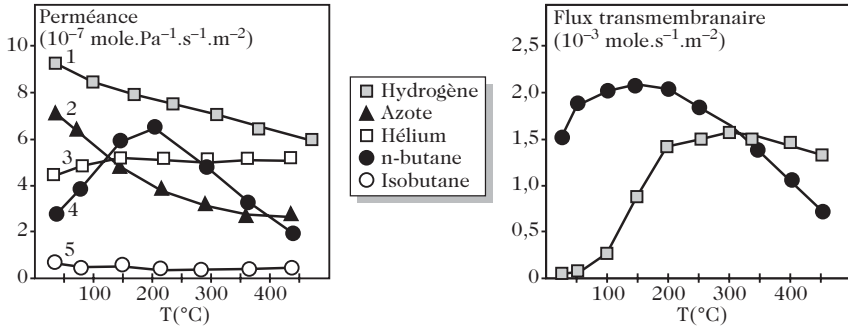 Perméance
(10⁻⁷ mole.Pa⁻¹.s⁻¹.m⁻²)
10
8
6
4
2
0
1
2
3
4
5
100 200 300 400
T(°C)
Hydrogène
Azote
Hélium
n-butane
Isobutane
Flux transmembranaire
(10⁻³ mole.s⁻¹.m⁻²)
2,5
2,0
1,5
1,0
0,5
0
100 200 300 400
T(°C)